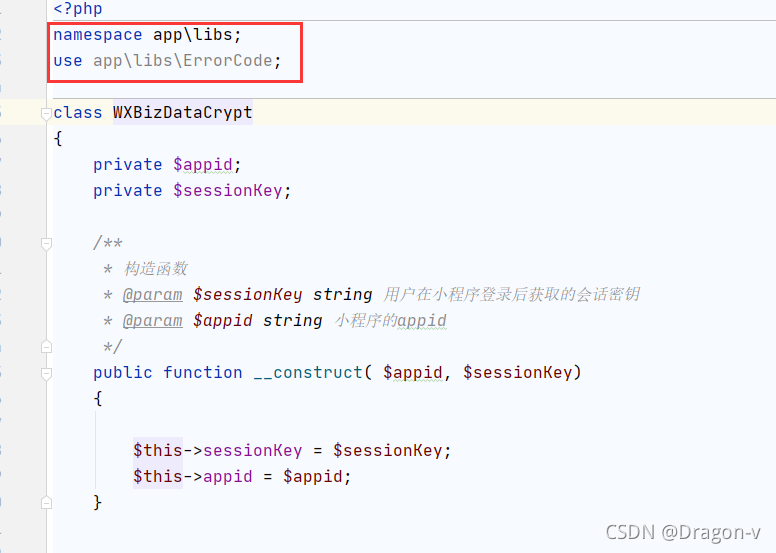 <?php
namespace app\libs;
use app\libs\ErrorCode;
class WXBizDataCrypt
{
private $appid;
private $sessionKey;
/**
* 构造函数
* @param $sessionKey string 用户在小程序登录后获取的会话密钥
* @param $appid string 小程序的appid
*/
public function __construct( $appid, $sessionKey)
{
$this->sessionKey = $sessionKey;
$this->appid = $appid;
}
CSDN @Dragon-v